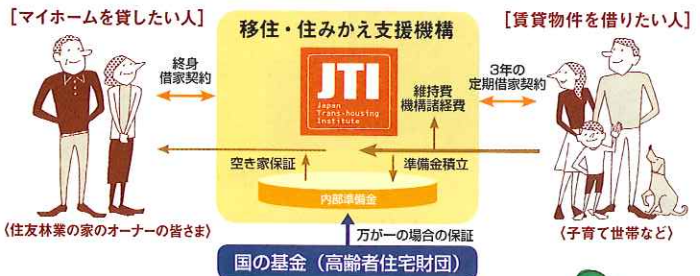 [マイホームを貸したい人]
移住・住みかえ支援機構
[賃貸物件を借りたい人]
終身
借家契約
JTI
Japan
Trans-housing
Institute
維持費
機構諸経費
3年の
定期借家契約
空き家保証
準備金積立
内部準備金
〈住友林業の家のオーナーの皆さま〉
万が一の場合の保証
〈子育て世帯など〉
国の基金（高齢者住宅財団）